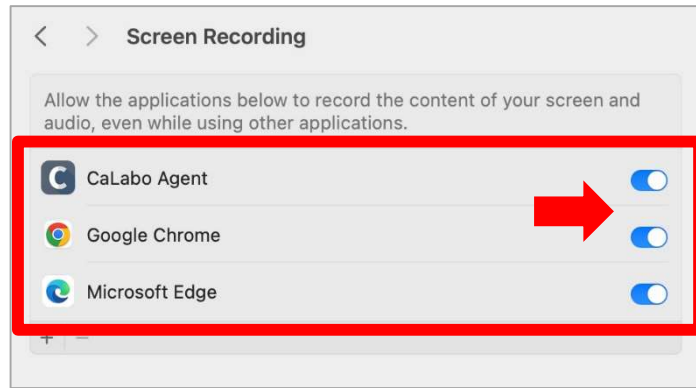 Screen Recording
Allow the applications below to record the content of your screen and
audio, even while using other applications.
C CaLabo Agent
Google Chrome
Microsoft Edge
+ −